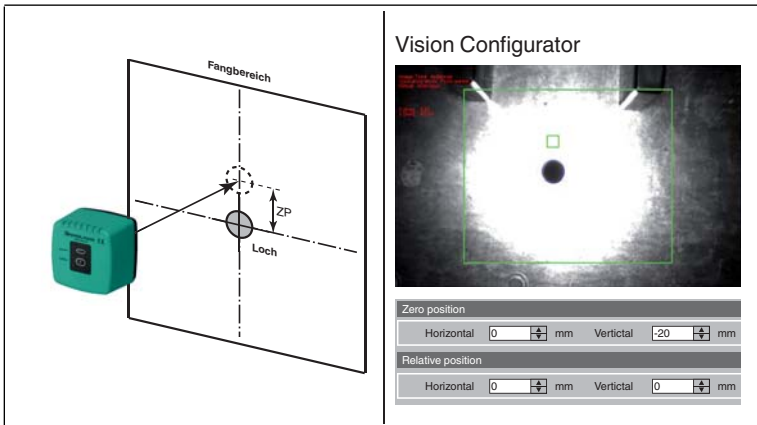 Fangbereich
ZP
Loch
Vision Configurator
Zero position
Horizontal 0 mm Vertictal -20 mm
Relative position
Horizontal 0 mm Vertictal 0 mm